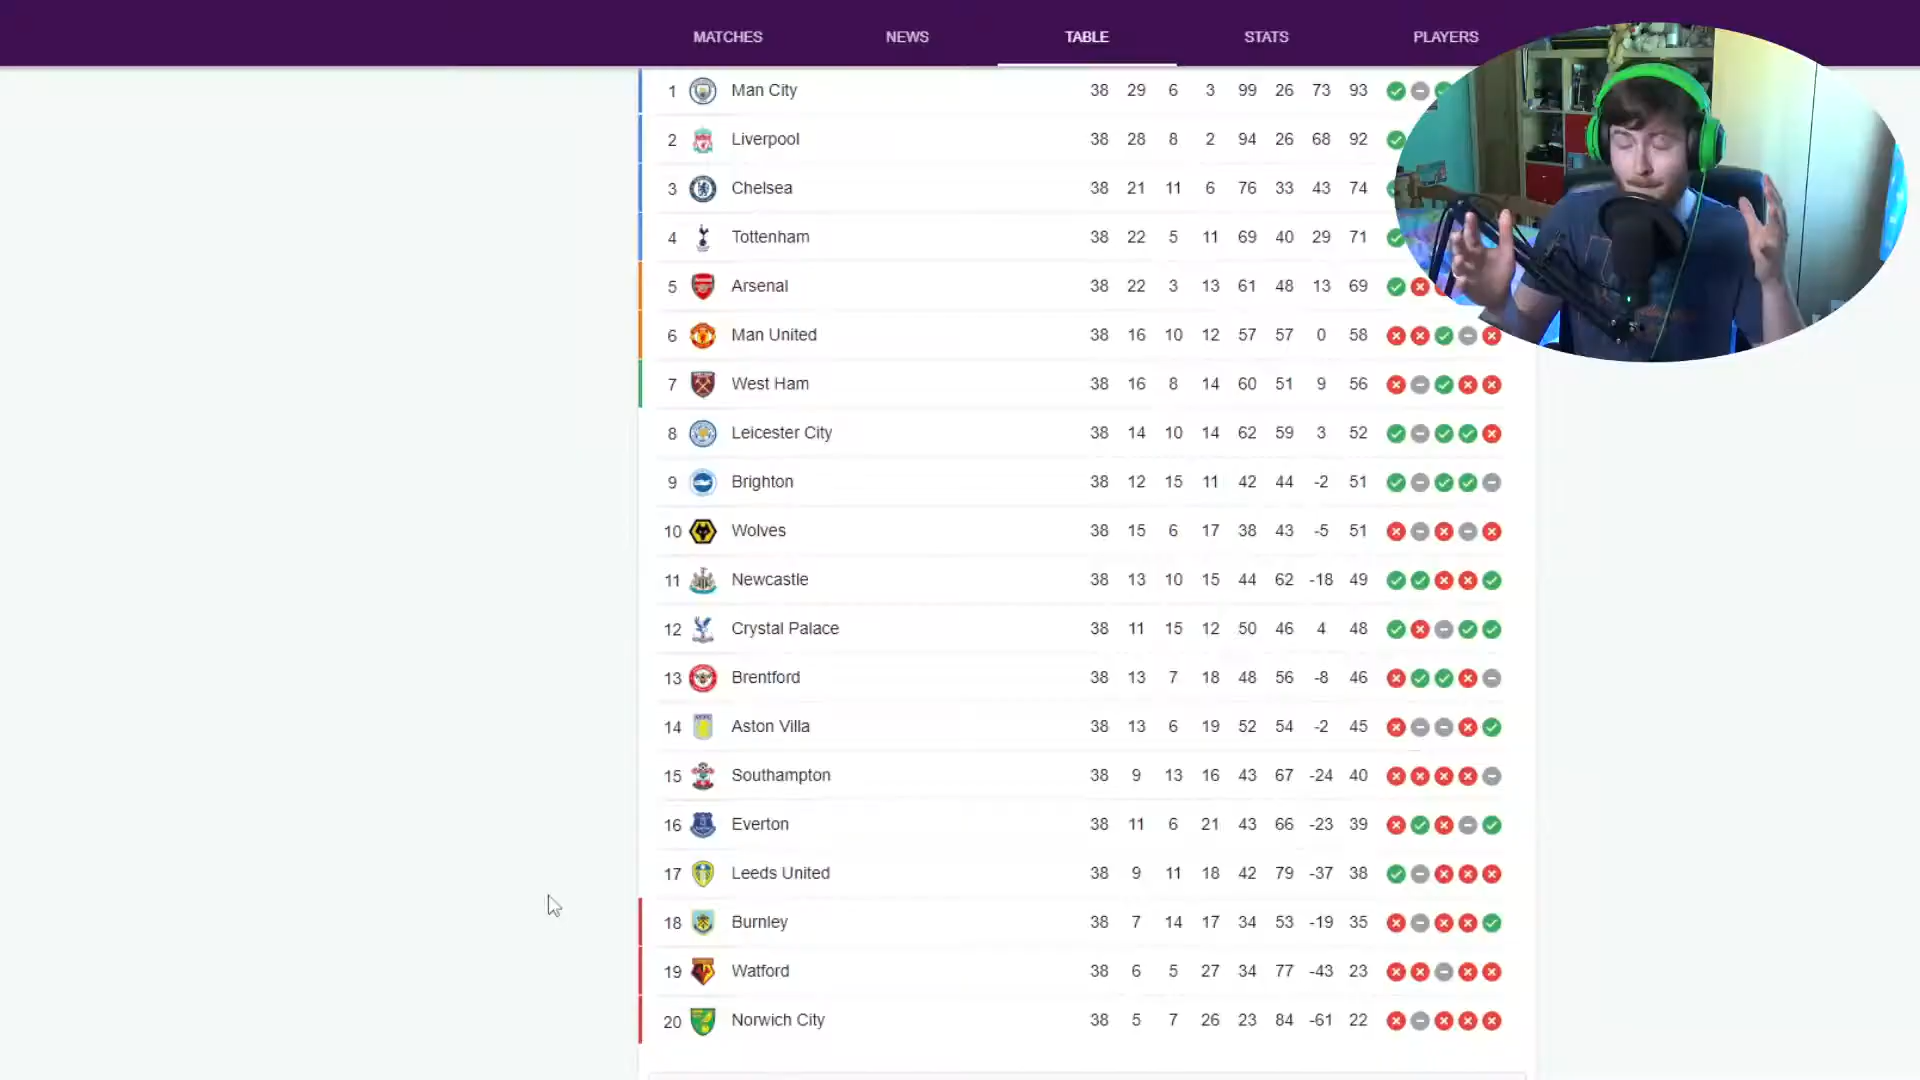 MATCHES NEWS TABLE STATS PLAYERS
1 Man City 38 29 6 3 99 26 73 93
2 Liverpool 38 28 8 2 94 26 68 92
3 Chelsea 38 21 11 6 76 33 43 74
4 Tottenham 38 22 5 11 69 40 29 71
5 Arsenal 38 22 3 13 61 48 13 69
6 Man United 38 16 10 12 57 57 0 58
7 West Ham 38 16 8 14 60 51 9 56
8 Leicester City 38 14 10 14 62 59 3 52
9 Brighton 38 12 15 11 42 44 -2 51
10 Wolves 38 15 6 17 38 43 -5 51
11 Newcastle 38 13 10 15 44 62 -18 49
12 Crystal Palace 38 11 15 12 50 46 4 48
13 Brentford 38 13 7 18 48 56 -8 46
14 Aston Villa 38 13 6 19 52 54 -2 45
15 Southampton 38 9 13 16 43 67 -24 40
16 Everton 38 11 6 21 43 66 -23 39
17 Leeds United 38 9 11 18 42 79 -37 38
18 Burnley 38 7 14 17 34 53 -19 35
19 Watford 38 6 5 27 34 77 -43 23
20 Norwich City 38 5 7 26 23 84 -61 22